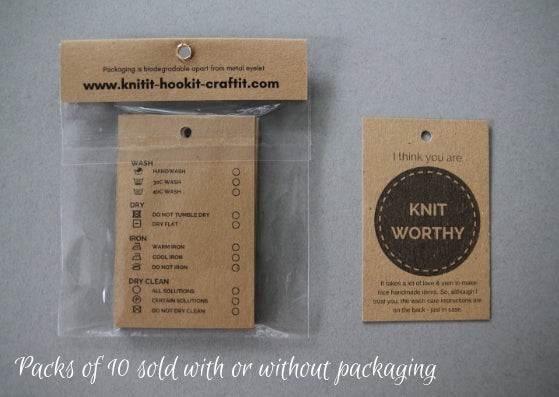 Packaging is biodegradable apart from metal eyelet
www.knitit-hookit-craftit.com
WASH
HANDWASH
30C WASH
40C WASH
DRY
DO NOT TUMBLE DRY
DRY FLAT
IRON
WARM IRON
COOL IRON
DO NOT IRON
DRY CLEAN
ALL SOLUTIONS
CERTAIN SOLUTIONS
DO NOT DRY CLEAN
I think you are
KNIT
WORTHY
It takes a lot of love & yarn to make
nice handmade items. So, although I
trust you, the wash care instructions are
on the back - just in case.
Packs of 10 sold with or without packaging